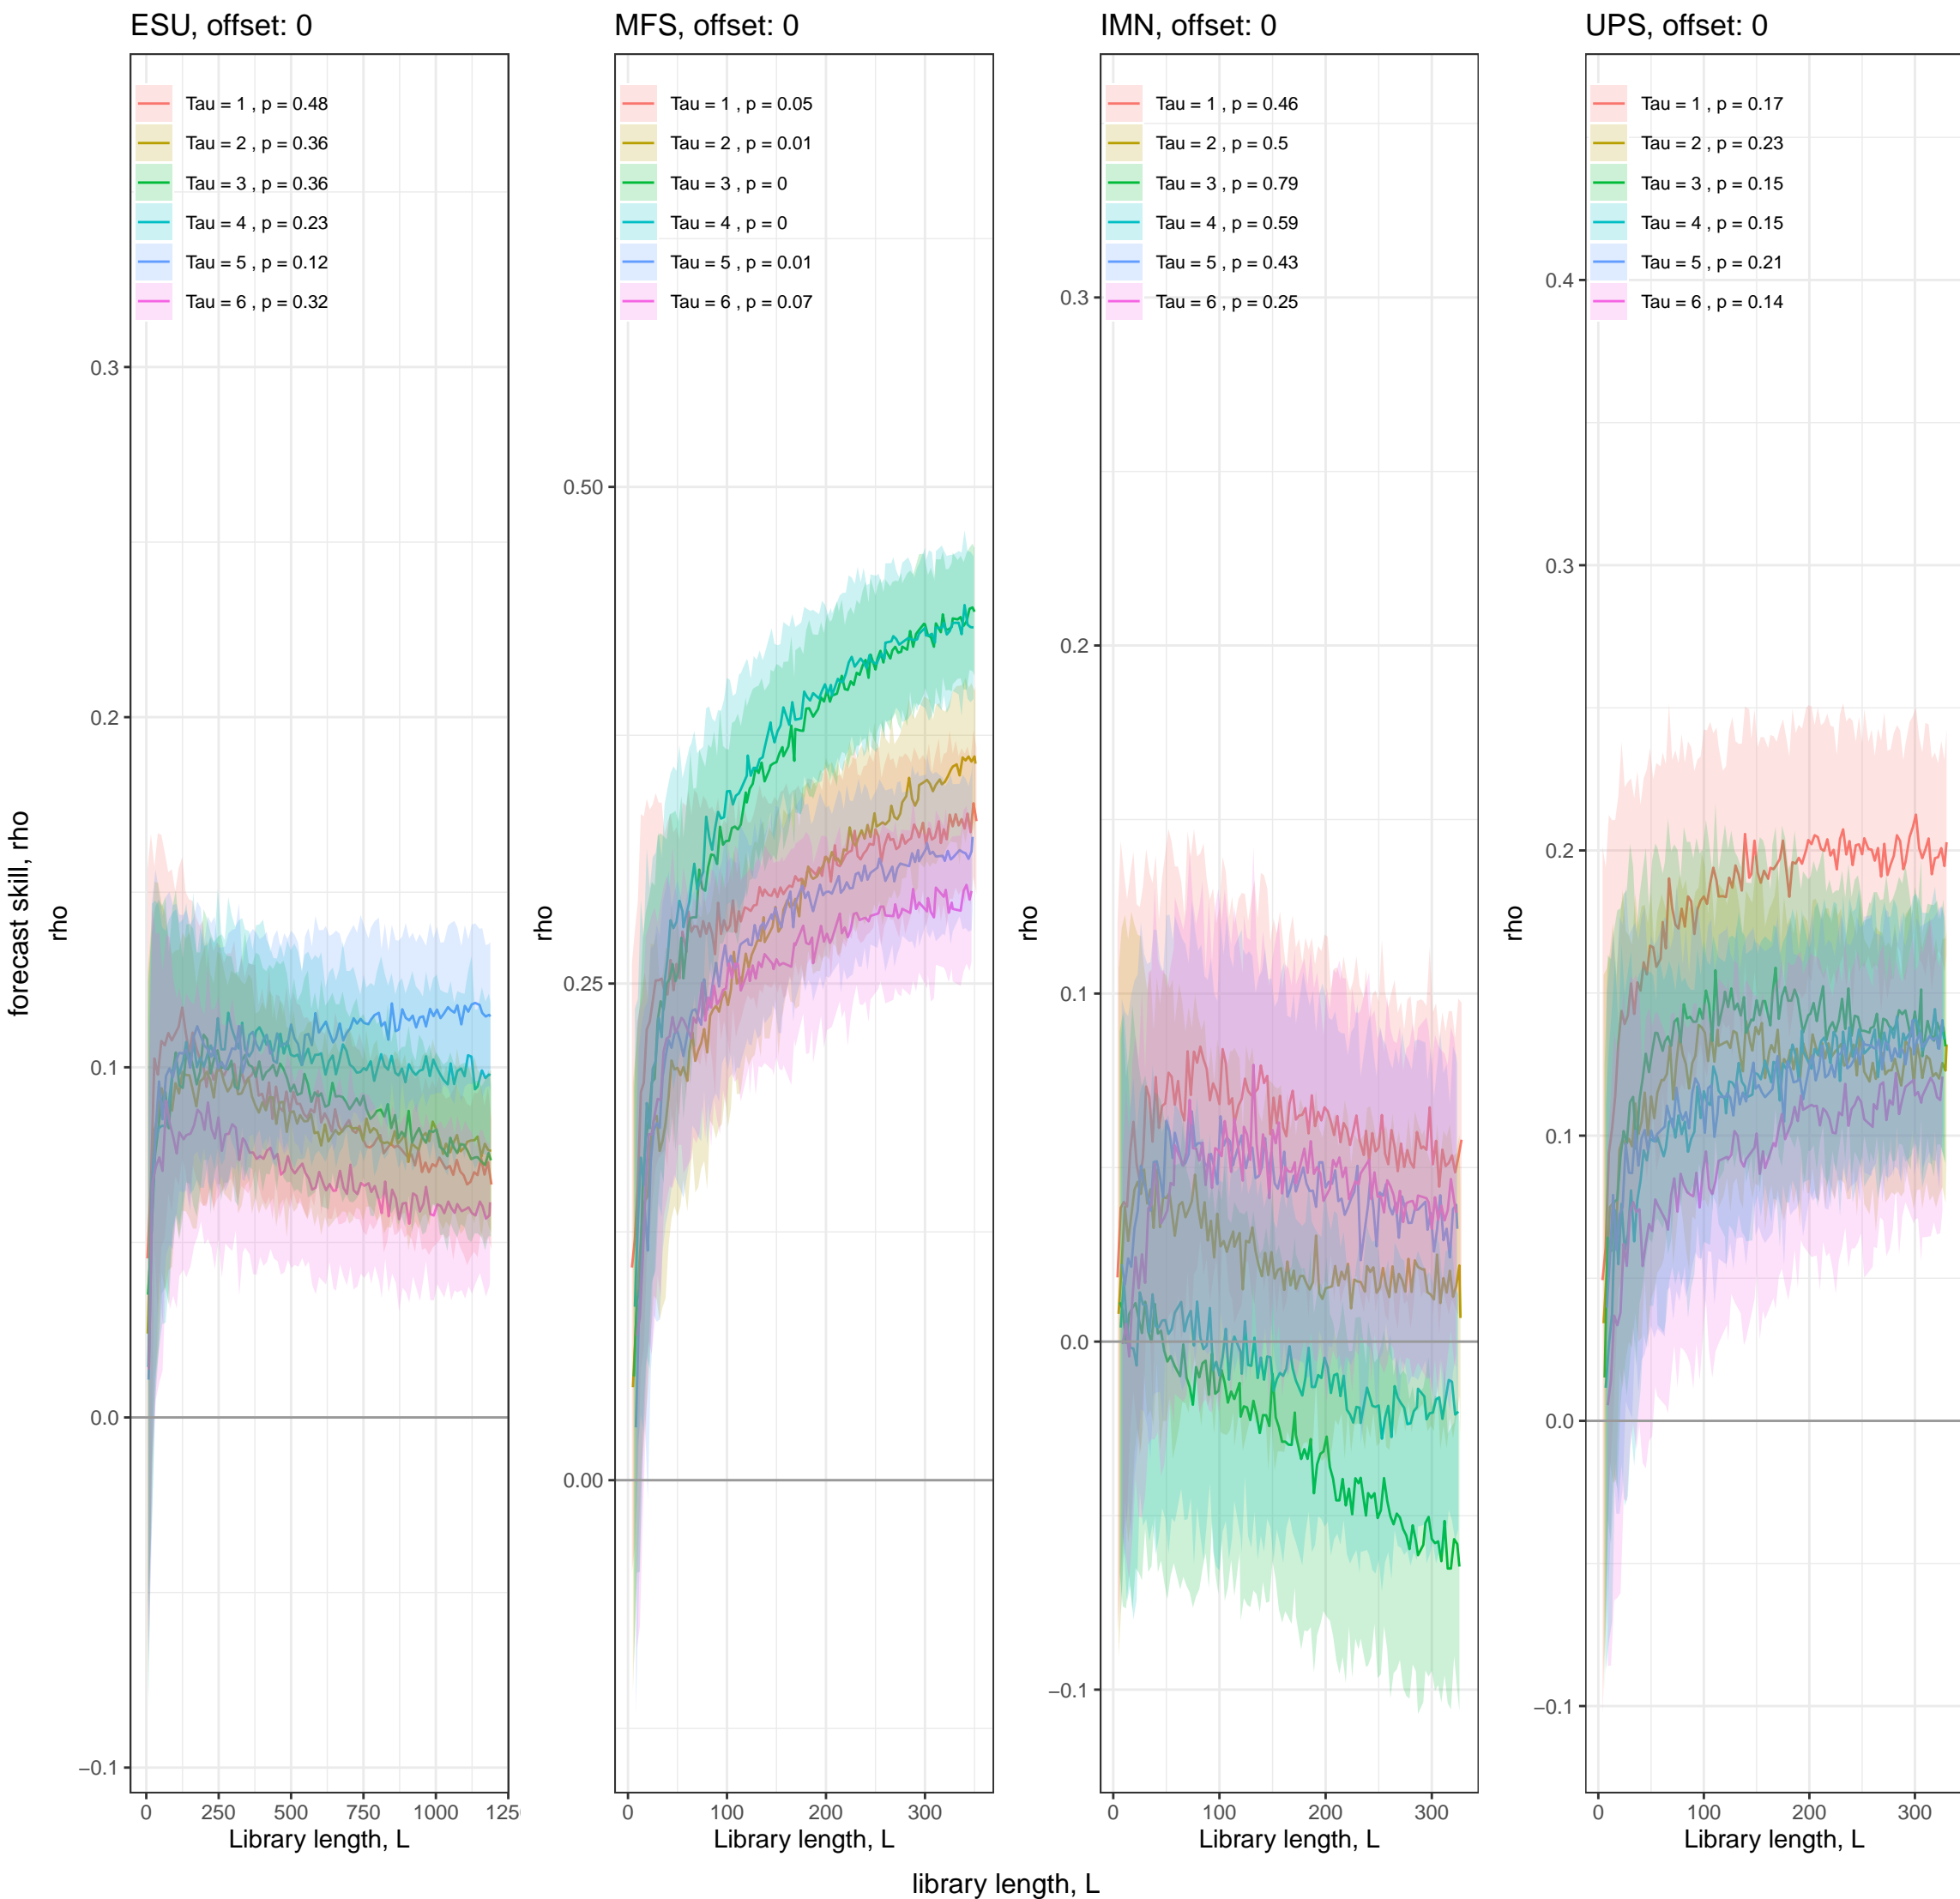 ESU, offset: 0
Tau = 1 , p = 0.48
Tau = 2 , p = 0.36
Tau = 3 , p = 0.36
Tau = 4 , p = 0.23
Tau = 5 , p = 0.12
Tau = 6 , p = 0.32
0.3
0.2
0.1
0.0
−0.1
rho
0 250 500 750 1000 125
Library length, L
MFS, offset: 0
Tau = 1 , p = 0.05
Tau = 2 , p = 0.01
Tau = 3 , p = 0
Tau = 4 , p = 0
Tau = 5 , p = 0.01
Tau = 6 , p = 0.07
0.50
0.25
0.00
rho
0 100 200 300
Library length, L
IMN, offset: 0
Tau = 1 , p = 0.46
Tau = 2 , p = 0.5
Tau = 3 , p = 0.79
Tau = 4 , p = 0.59
Tau = 5 , p = 0.43
Tau = 6 , p = 0.25
0.3
0.2
0.1
0.0
−0.1
rho
0 100 200 300
Library length, L
UPS, offset: 0
Tau = 1 , p = 0.17
Tau = 2 , p = 0.23
Tau = 3 , p = 0.15
Tau = 4 , p = 0.15
Tau = 5 , p = 0.21
Tau = 6 , p = 0.14
0.4
0.3
0.2
0.1
0.0
−0.1
rho
0 100 200 300
Library length, L
forecast skill, rho
library length, L